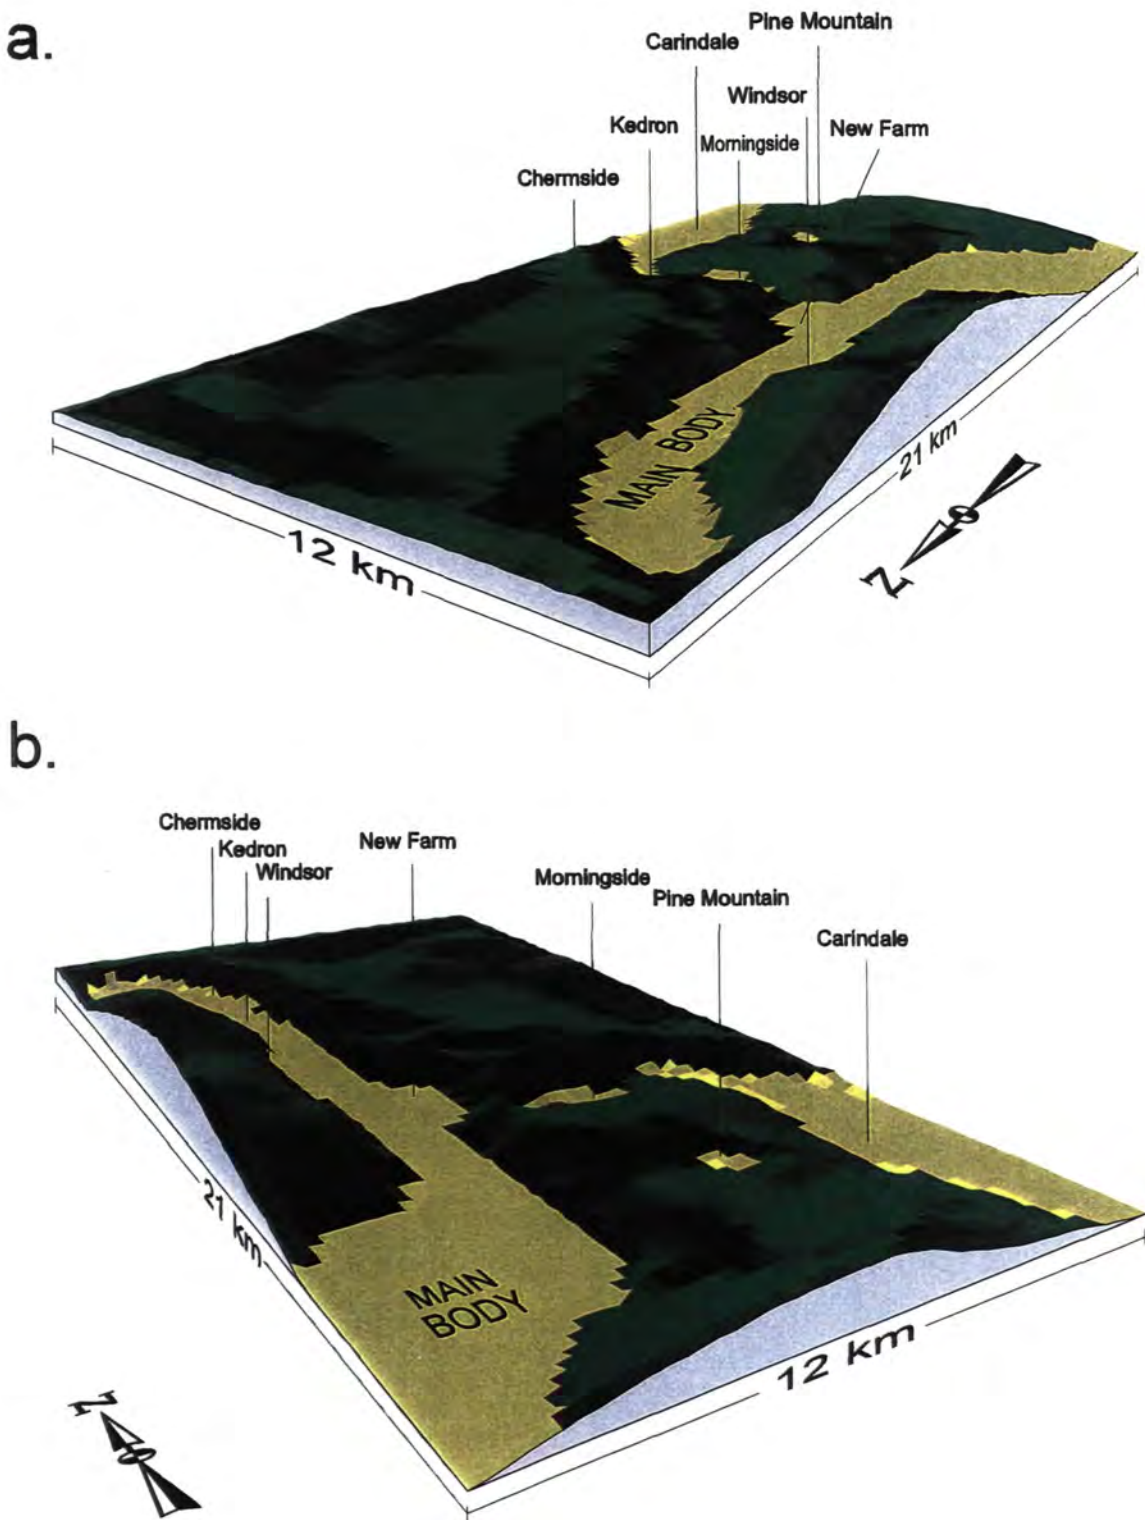 a.
Pine Mountain
Carindale
Windsor
Kedron
Morningside
New Farm
Chermside
MAIN BODY
21 km
12 km
N
b.
Chermside
Kedron
New Farm
Windsor
Morningside
Pine Mountain
Carindale
21 km
MAIN
BODY
12 km
N